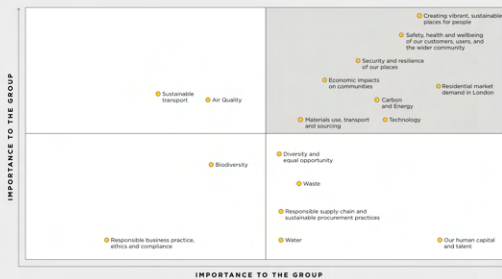 Creating vibrant, sustainable
places for people
Safety, health and wellbeing
of our customers, users, and
the wider community
Security and resilience
of our places
Economic impacts
on communities
Residential market
demand in London
Sustainable
transport
Air Quality
Carbon
and Energy
Materials use, transport
and sourcing
Technology
Diversity and
equal opportunity
Biodiversity
Waste
Responsible supply chain and
sustainable procurement practices
Responsible business practice,
ethics and compliance
Water
Our human capital
and talent
IMPORTANCE TO THE GROUP
IMPORTANCE TO THE GROUP